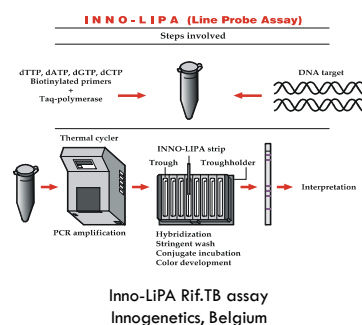 INNO-LIPA (Line Probe Assay)
Steps involved
dTTP, dATP, dGTP, dCTP
Biotinylated primers
+
Taq-polymerase
DNA target
Thermal cycler
INNO-LIPA strip
Trough
Troughholder
Interpretation
PCR amplification
Hybridization
Stringent wash
Conjugate incubation
Color development
Inno-LiPA Rif.TB assay
Innogenetics, Belgium